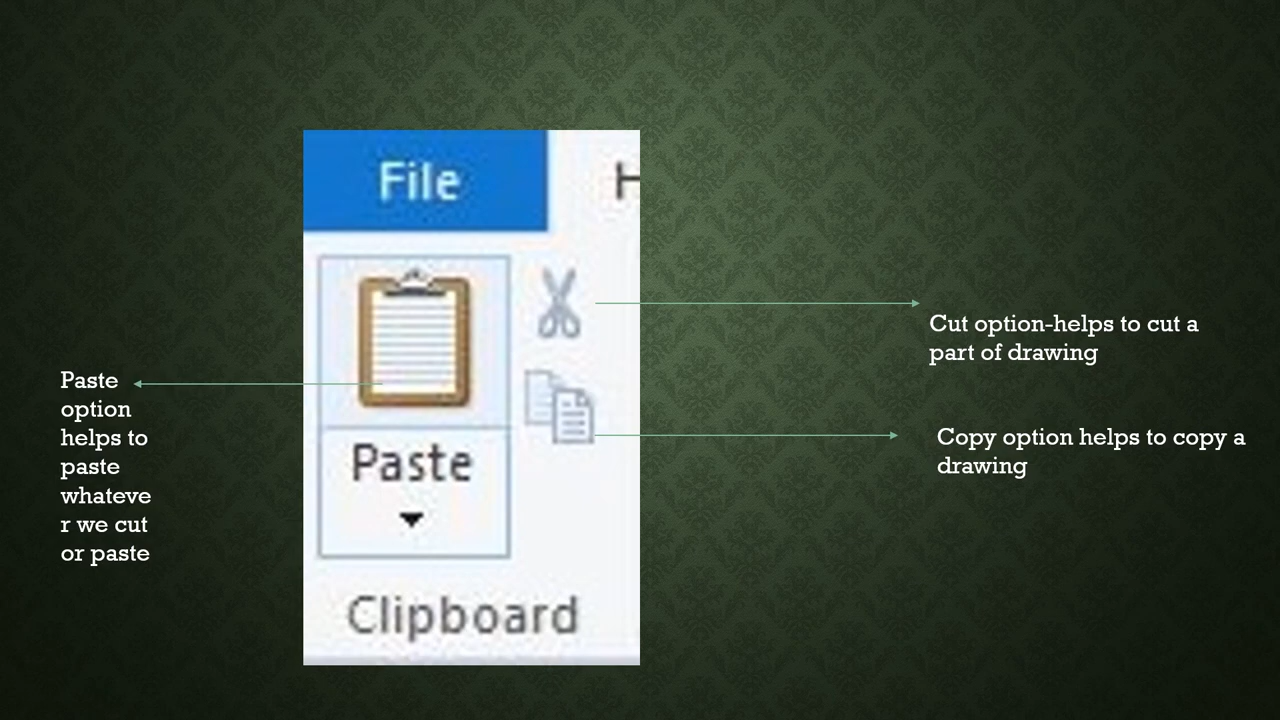 File
H
Paste
Clipboard
Paste
option
helps to
paste
whateve
r we cut
or paste
Cut option-helps to cut a
part of drawing
Copy option helps to copy a
drawing